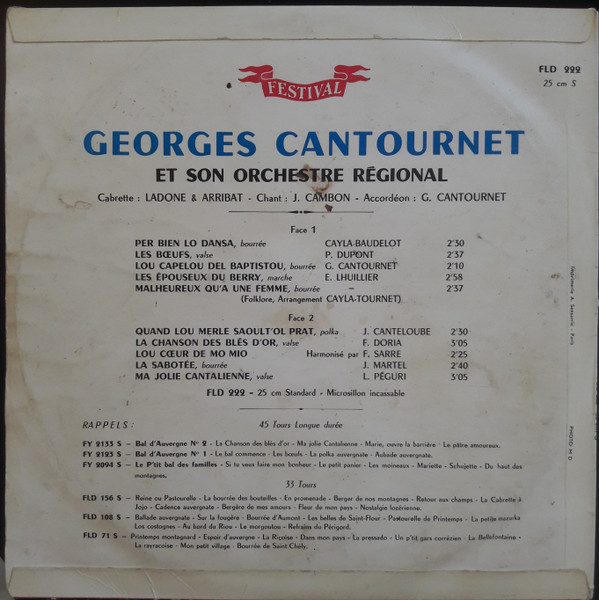 FESTIVAL
FLD 222
25 cm S
GEORGES CANTOURNET
ET SON ORCHESTRE RÉGIONAL
Cabrette : LADONE & ARRIBAT - Chant : J. CAMBON - Accordéon : G. CANTOURNET
Face 1
PER BIEN LO DANSA, bourrée CAYLA-BAUDELOT 2'30
LES BŒUFS, valse P. DUPONT 2'37
LOU CAPELOU DEL BAPTISTOU, bourrée G. CANTOURNET 2'10
LES ÉPOUSEUX DU BERRY, marche E. LHUILLIER 2'58
MALHEUREUX QU'A UNE FEMME, bourrée – 2'37
(Folklore, Arrangement CAYLA-TOURNET)
Face 2
QUAND LOU MERLE SAOULT'OL PRAT, polka J. CANTELOUBE 2'30
LA CHANSON DES BLÉS D'OR, valse F. DORIA 3'05
LOU CŒUR DE MO MIO Harmonisé par F. SARRE 2'25
LA SABOTÉE, bourrée J. MARTEL 2'40
MA JOLIE CANTALIENNE, valse L. PÉGURI 3'05
FLD 222 - 25 cm Standard - Microsillon incassable
RAPPELS : 45 Tours Longue durée
FY 2133 S – Bal d'Auvergne N° 2 - La Chanson des blés d'or - Ma jolie Cantalienne - Marie, ouvre la barrière - Le pâtre amoureux.
FY 2123 S – Bal d'Auvergne N° 1 - Le bal commence - Les bœufs - La polka auvergnate - Aubade auvergnate.
FY 2094 S – Le P'tit bal des familles - Si tu veux faire mon bonheur - Le petit panier - Les moineaux - Mariette - Schujette - Du haut des
montagnes.
33 Tours
FLD 156 S – Reine ou Pastourelle - La bourrée des bouteilles - En promenade - Berger de nos montagnes - Retour aux champs - La Cabrette à
Jojo - Cadence auvergnate - Bergère de mes amours - Fleur de mon pays - Nostalgie lozérienne.
FLD 108 S – Ballade auvergnate - Sur la fougère - Bourrée d'Aumont - Les belles de Saint-Flour - Pastourelle de Printemps - La petite mazurka
Los costognos - Au bord du Riou - Le morgoutou - Refrains du Périgord.
FLD 71 S – Printemps montagnard - Espoir d'auvergne - La Riçoise - Dans mon pays - La premado - Un p'tit gars corrézien - La Bellefontaine -
La reyracoise - Mon petit village - Bourrée de Saint Chély.
PHOTO M D